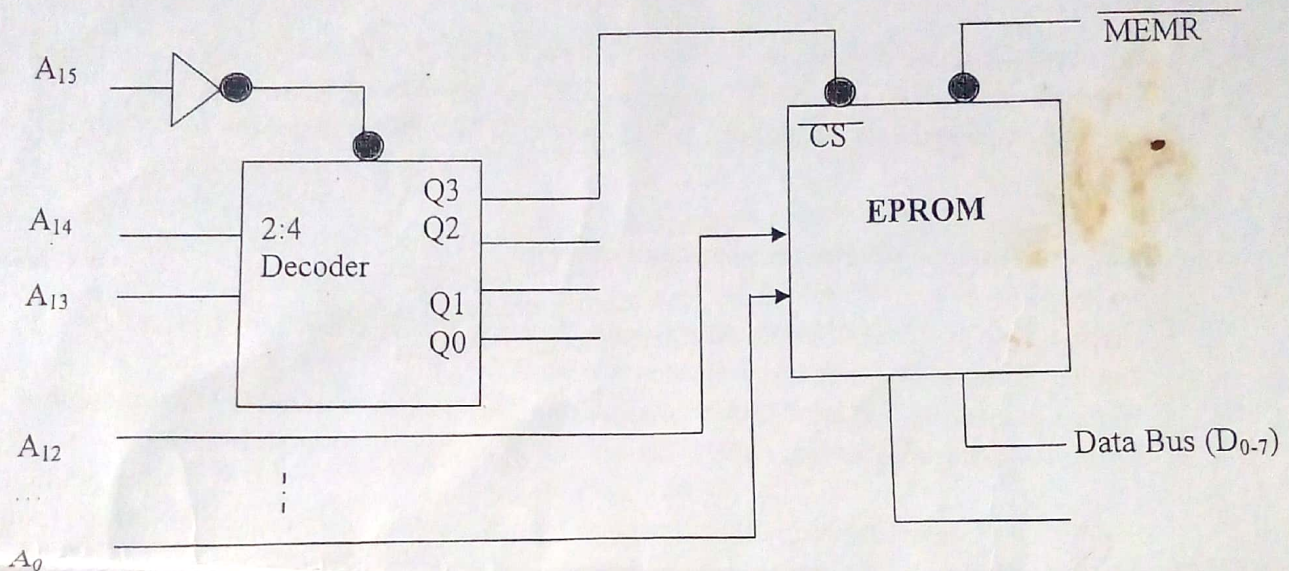 A15
A14
A13
2:4
Decoder
Q3
Q2
Q1
Q0
A12
...
A0
MEMR
CS
EPROM
Data Bus (D0-7)